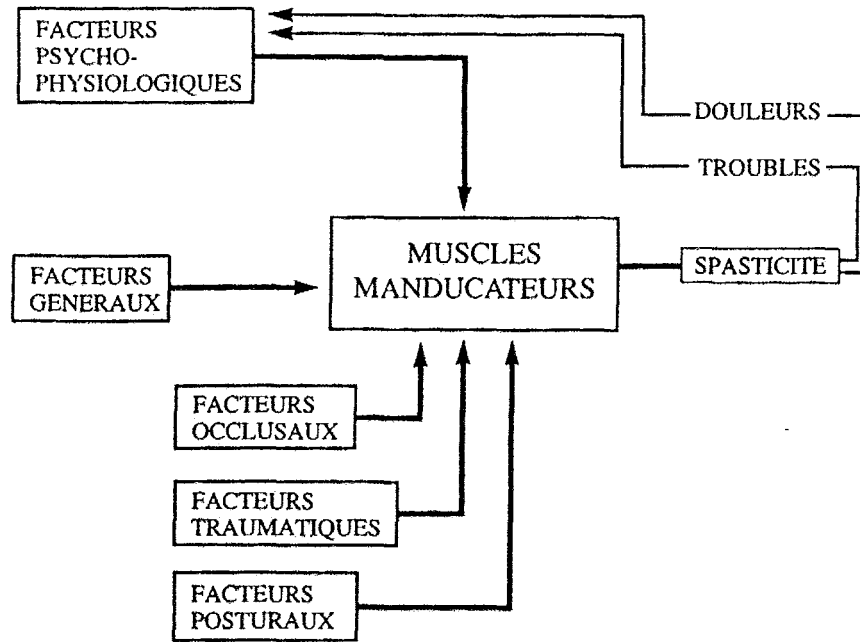 FACTEURS
PSYCHO-
PHYSIOLOGIQUES
DOULEURS
TROUBLES
MUSCLES
MANDUCATEURS
SPASTICITE
FACTEURS
GENERAUX
FACTEURS
OCCLUSAUX
FACTEURS
TRAUMATIQUES
FACTEURS
POSTURAUX